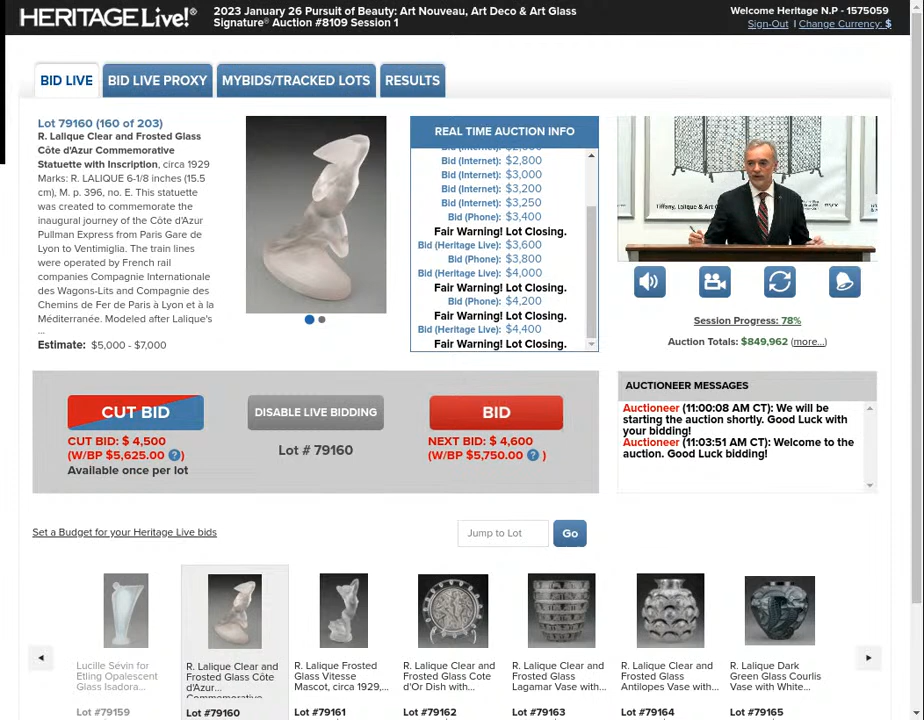 HERITAGE Live!®
2023 January 26 Pursuit of Beauty: Art Nouveau, Art Deco & Art Glass
Signature® Auction #8109 Session 1
Welcome Heritage N.P - 1575059
Sign-Out | Change Currency: $
BID LIVE
BID LIVE PROXY
MYBIDS/TRACKED LOTS
RESULTS
Lot 79160 (160 of 203)
R. Lalique Clear and Frosted Glass
Côte d'Azur Commemorative
Statuette with Inscription, circa 1929
Marks: R. LALIQUE 6-1/8 inches (15.5
cm), M. p. 396, no. E. This statuette
was created to commemorate the
inaugural journey of the Côte d'Azur
Pullman Express from Paris Gare de
Lyon to Ventimiglia. The train lines
were operated by French rail
companies Compagnie Internationale
des Wagons-Lits and Compagnie des
Chemins de Fer de Paris à Lyon et à la
Méditerranée. Modeled after Lalique's
...
Estimate: $5,000 - $7,000
REAL TIME AUCTION INFO
Bid (Internet): $2,800
Bid (Internet): $3,000
Bid (Internet): $3,200
Bid (Internet): $3,250
Bid (Phone): $3,400
Fair Warning! Lot Closing.
Bid (Heritage Live): $3,600
Bid (Phone): $3,800
Bid (Heritage Live): $4,000
Fair Warning! Lot Closing.
Bid (Phone): $4,200
Fair Warning! Lot Closing.
Bid (Heritage Live): $4,400
Fair Warning! Lot Closing.
Tiffany, Lalique & Art
Session Progress: 78%
Auction Totals: $849,962 (more...)
CUT BID
CUT BID: $ 4,500
(W/BP $5,625.00 ? )
Available once per lot
DISABLE LIVE BIDDING
Lot # 79160
BID
NEXT BID: $ 4,600
(W/BP $5,750.00 ? )
AUCTIONEER MESSAGES
Auctioneer (11:00:08 AM CT): We will be
starting the auction shortly. Good Luck with
your bidding!
Auctioneer (11:03:51 AM CT): Welcome to the
auction. Good Luck bidding!
Set a Budget for your Heritage Live bids
Jump to Lot
Go
Lucille Sévin for
Etling Opalescent
Glass Isadora...
Lot #79159
R. Lalique Clear and
Frosted Glass Côte
d'Azur...
Commemorative
Lot #79160
R. Lalique Frosted
Glass Vitesse
Mascot, circa 1929,...
Lot #79161
R. Lalique Clear and
Frosted Glass Cote
d'Or Dish with...
Lot #79162
R. Lalique Clear and
Frosted Glass
Lagamar Vase with...
Lot #79163
R. Lalique Clear and
Frosted Glass
Antilopes Vase with...
Lot #79164
R. Lalique Dark
Green Glass Courlis
Vase with White...
Lot #79165